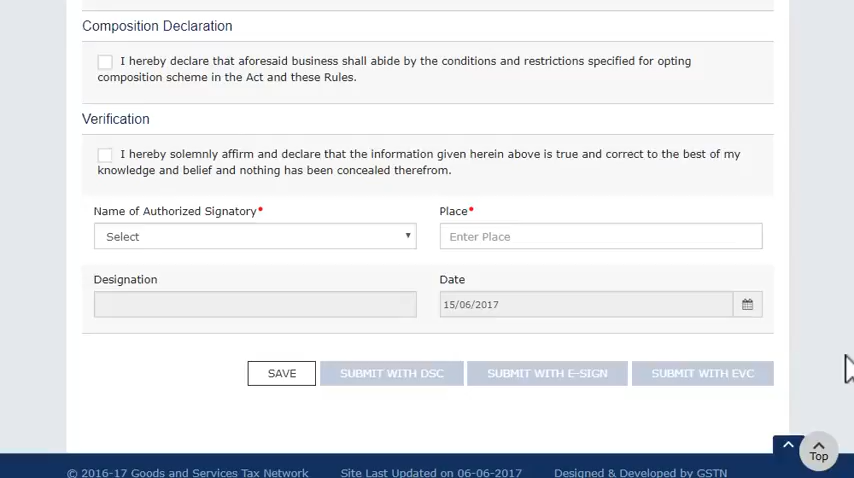 Composition Declaration
I hereby declare that aforesaid business shall abide by the conditions and restrictions specified for opting
composition scheme in the Act and these Rules.
Verification
I hereby solemnly affirm and declare that the information given herein above is true and correct to the best of my
knowledge and belief and nothing has been concealed therefrom.
Name of Authorized Signatory* Place*
Select Enter Place
Designation Date
15/06/2017
SAVE SUBMIT WITH DSC SUBMIT WITH E-SIGN SUBMIT WITH EVC
Top
© 2016-17 Goods and Services Tax Network Site Last Updated on 06-06-2017 Designed & Developed by GSTN